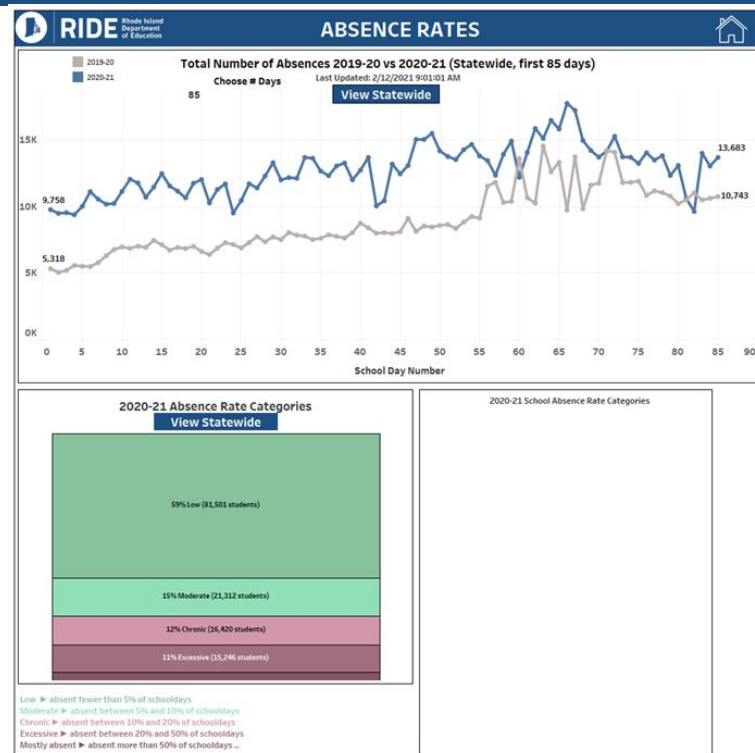 RIDE Rhode Island Department of Education
ABSENCE RATES
2019-20
2020-21
Total Number of Absences 2019-20 vs 2020-21 (Statewide, first 85 days)
Choose # Days
Last Updated: 2/12/2021 9:01:01 AM
85
View Statewide
15K
10K
5K
0K
9,758
5,318
13,683
10,743
0 5 10 15 20 25 30 35 40 45 50 55 60 65 70 75 80 85 90
School Day Number
2020-21 Absence Rate Categories
View Statewide
59% Low (81,501 students)
15% Moderate (21,312 students)
12% Chronic (16,420 students)
11% Excessive (15,246 students)
Low ► absent fewer than 5% of schooldays
Moderate ► absent between 5% and 10% of schooldays
Chronic ► absent between 10% and 20% of schooldays
Excessive ► absent between 20% and 50% of schooldays
Mostly absent ► absent more than 50% of schooldays ..
2020-21 School Absence Rate Categories